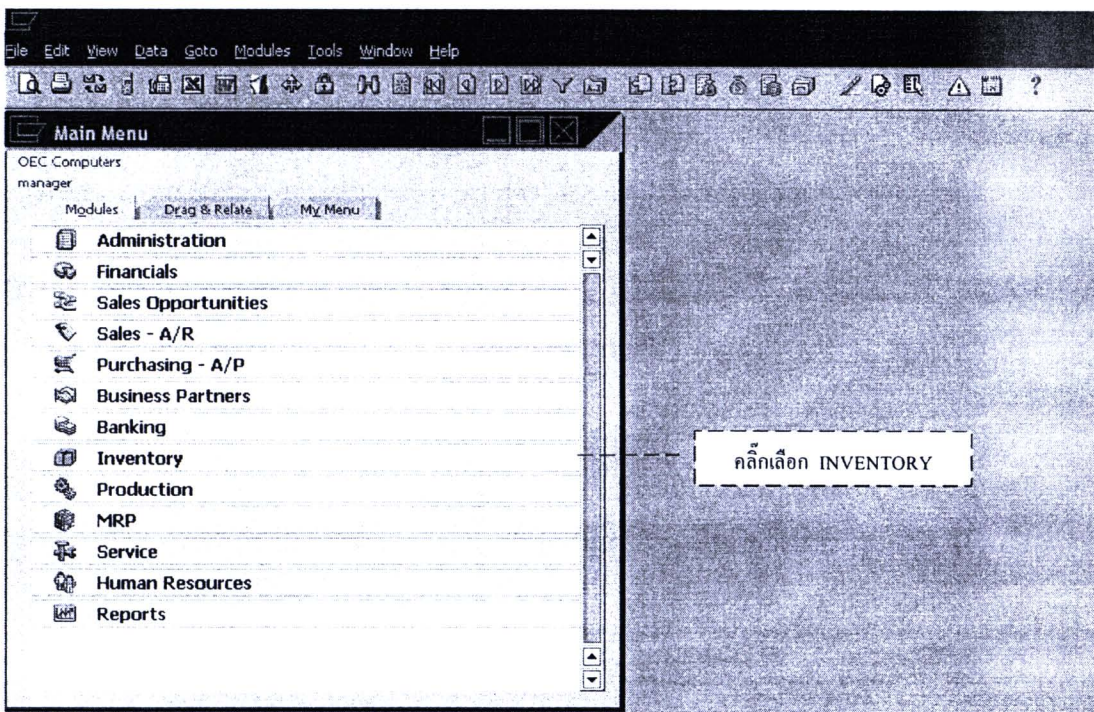 File Edit View Data Goto Modules Tools Window Help
Main Menu
OEC Computers
manager
Modules Drag & Relate My Menu
Administration
Financials
Sales Opportunities
Sales - A/R
Purchasing - A/P
Business Partners
Banking
Inventory
คลิ๊กเลือก INVENTORY
Production
MRP
Service
Human Resources
Reports